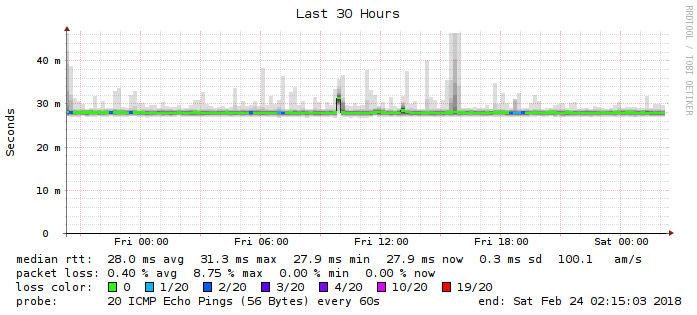 Last 30 Hours
RRDTOOL / TOBI OETIKER
Seconds
40 m
30 m
20 m
10 m
0
Fri 00:00 Fri 06:00 Fri 12:00 Fri 18:00 Sat 00:00
median rtt: 28.0 ms avg 31.3 ms max 27.9 ms min 27.9 ms now 0.3 ms sd 100.1 am/s
packet loss: 0.40 % avg 8.75 % max 0.00 % min 0.00 % now
loss color: 0 1/20 2/20 3/20 4/20 10/20 19/20
probe: 20 ICMP Echo Pings (56 Bytes) every 60s end: Sat Feb 24 02:15:03 2018